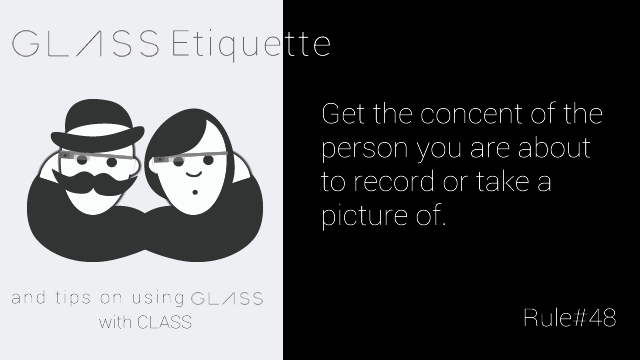 GLASS Etiquette
Get the concent of the
person you are about
to record or take a
picture of.
and tips on using GLASS
with CLASS
Rule#48